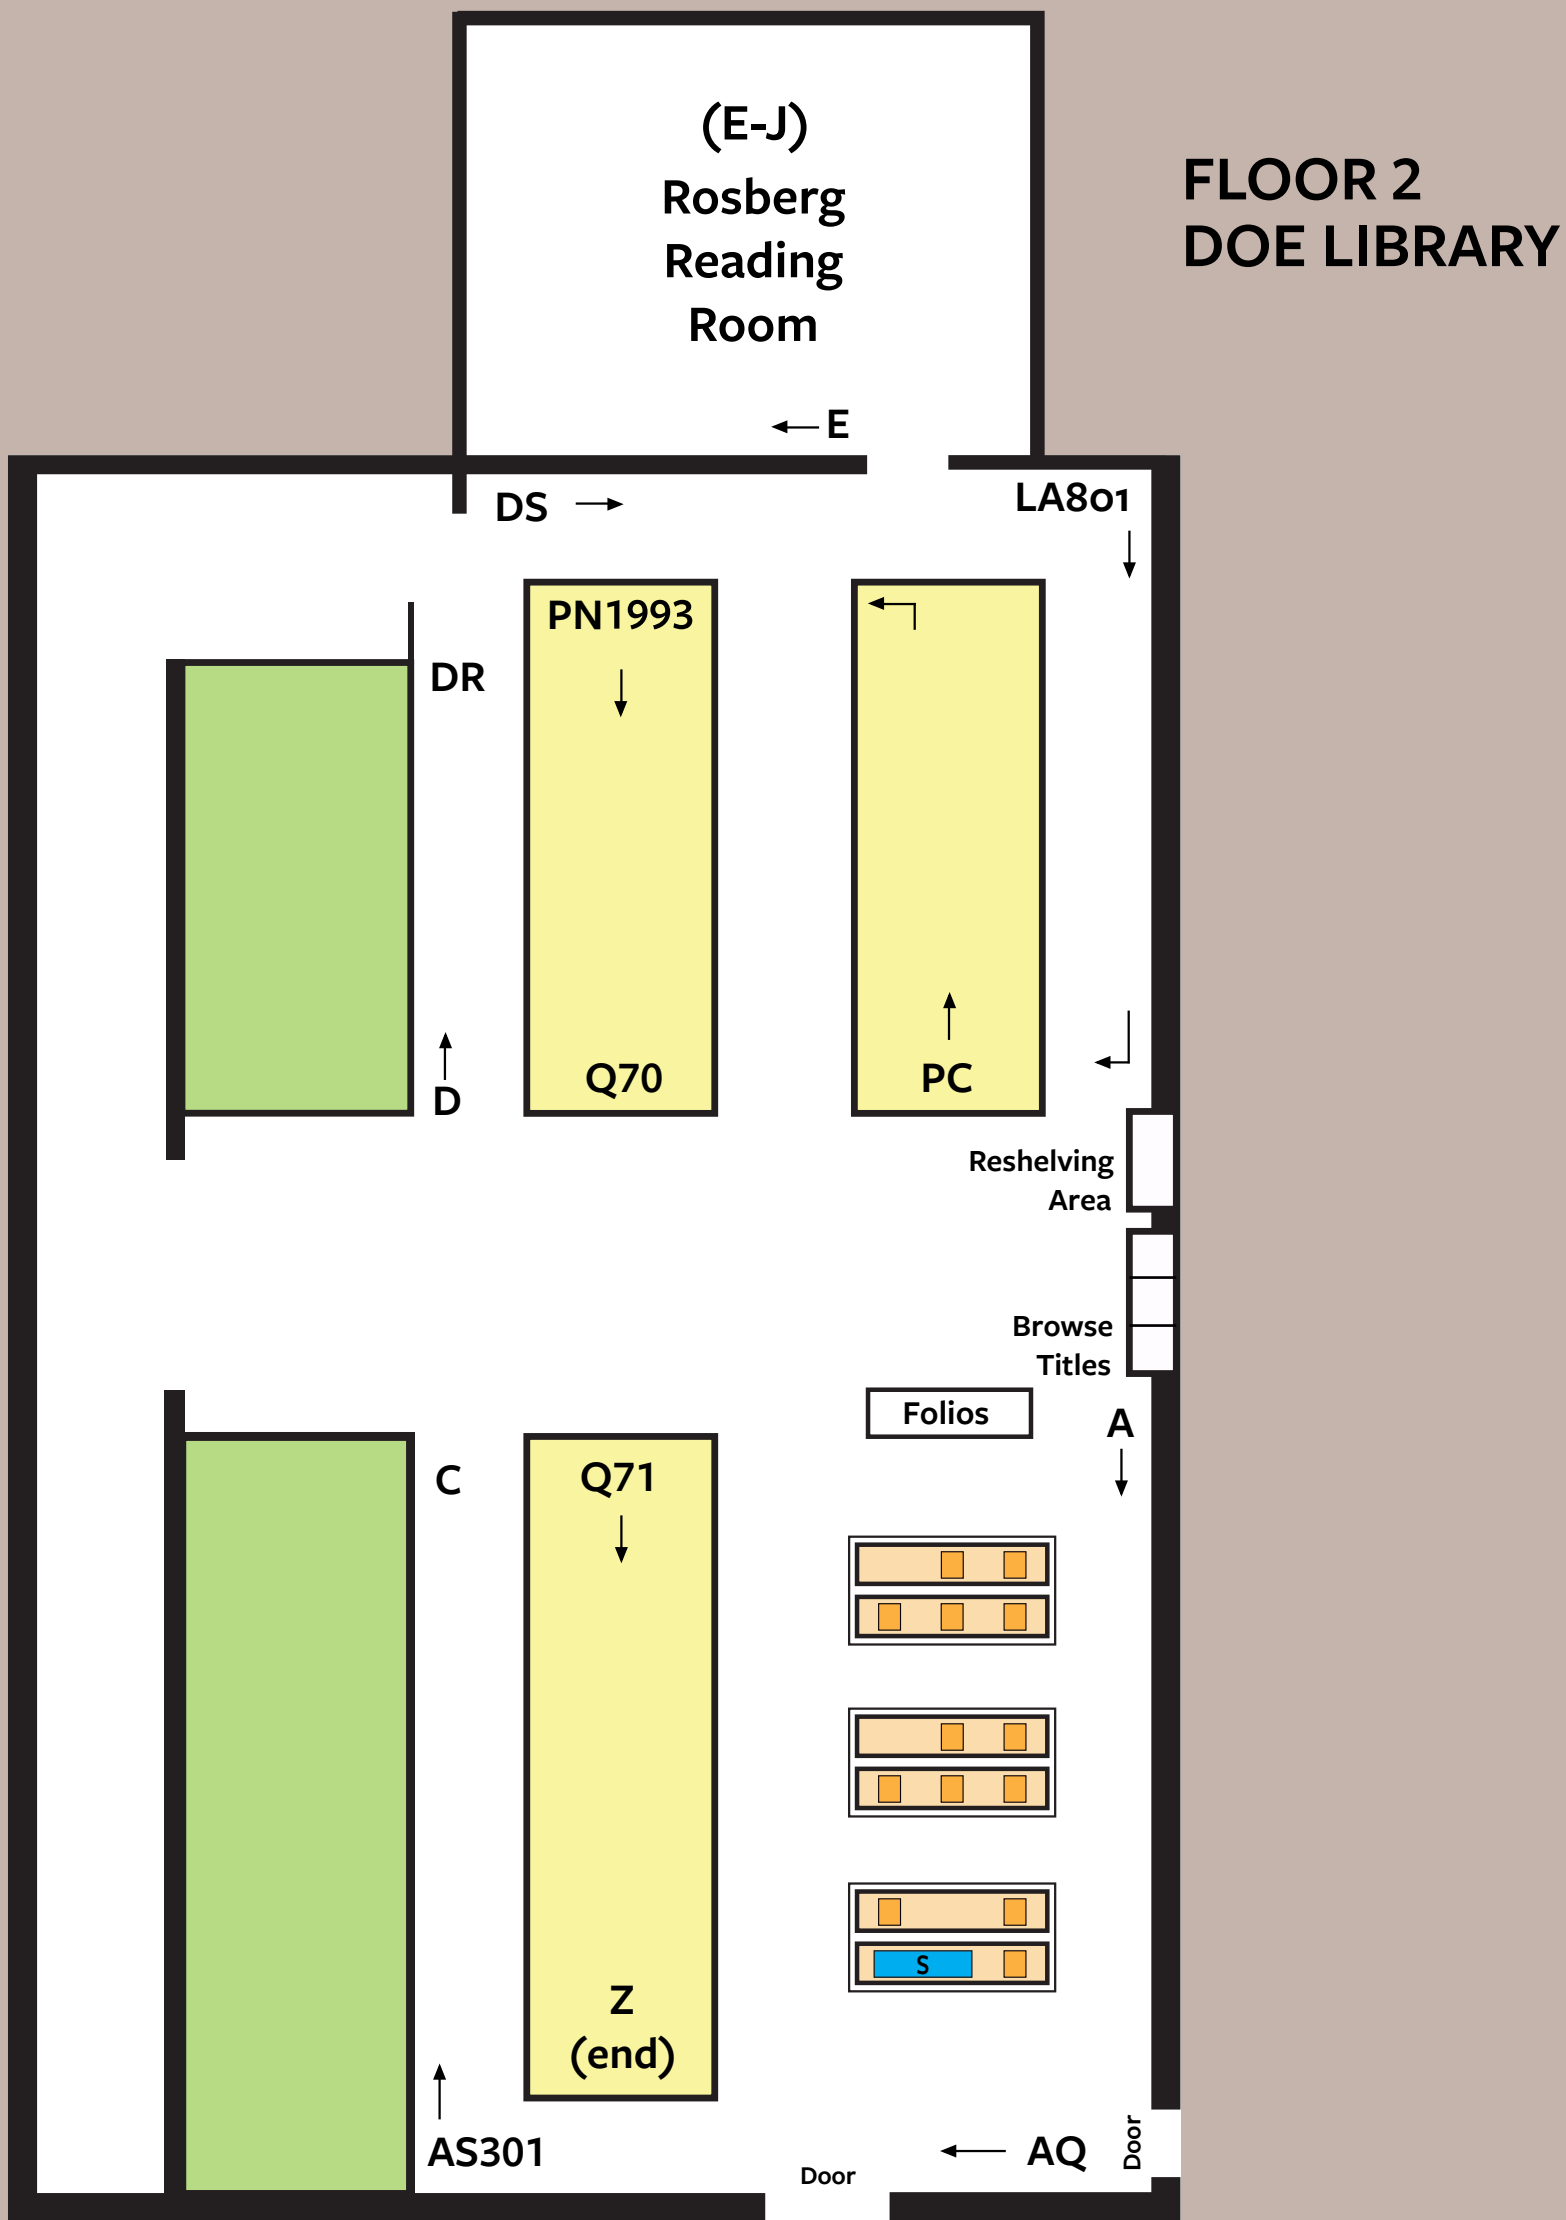 (E-J)
Rosberg
Reading
Room
FLOOR 2
DOE LIBRARY
E
DS
LA801
PN1993
DR
Q70
PC
D
Reshelving
Area
Browse
Titles
Folios
A
C
Q71
S
Z
(end)
AS301
AQ
Door
Door